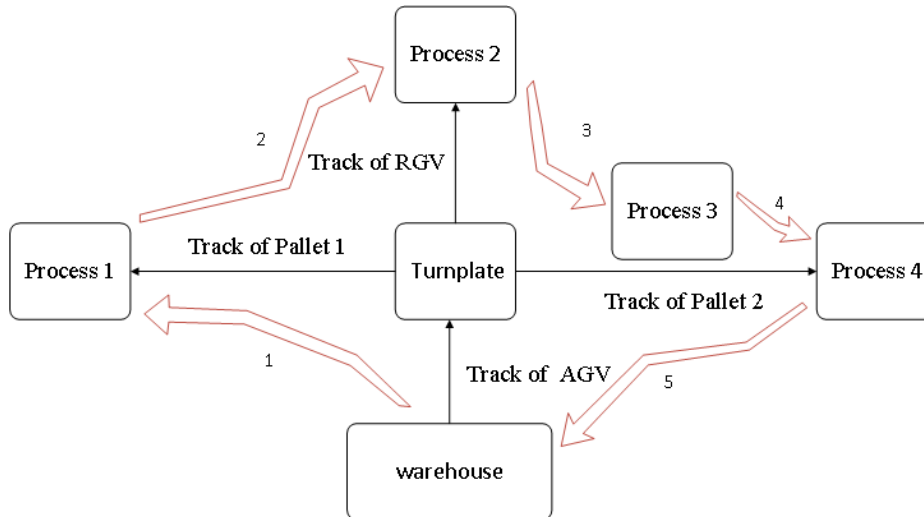 Process 2
2
3
Track of RGV
Process 3
4
Process 1
Track of Pallet 1
Turnplate
Process 4
Track of Pallet 2
1
Track of AGV
5
warehouse